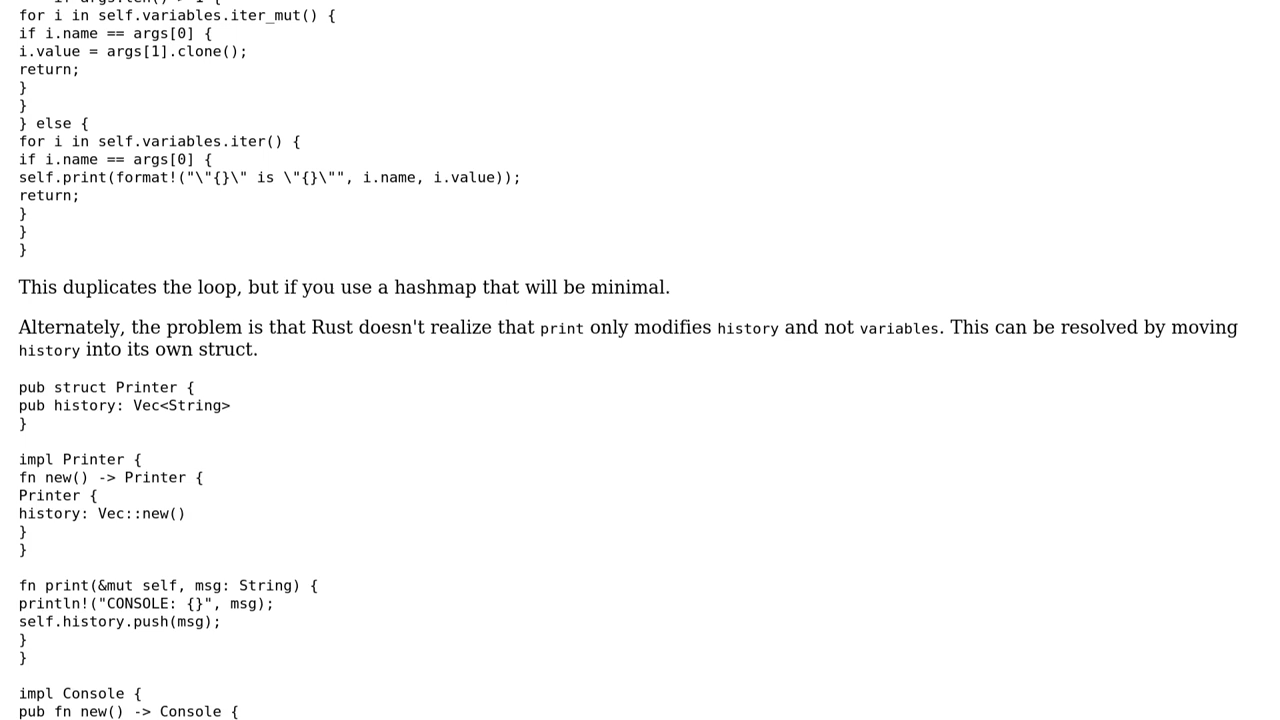 for i in self.variables.iter_mut() {
if i.name == args[0] {
i.value = args[1].clone();
return;
}
}
} else {
for i in self.variables.iter() {
if i.name == args[0] {
self.print(format!("\"{}\" is \"{}\"", i.name, i.value));
return;
}
}
}
This duplicates the loop, but if you use a hashmap that will be minimal.
Alternately, the problem is that Rust doesn't realize that print only modifies history and not variables. This can be resolved by moving
history into its own struct.
pub struct Printer {
pub history: Vec<String>
}
impl Printer {
fn new() -> Printer {
Printer {
history: Vec::new()
}
}
fn print(&mut self, msg: String) {
println!("CONSOLE: {}", msg);
self.history.push(msg);
}
}
impl Console {
pub fn new() -> Console {